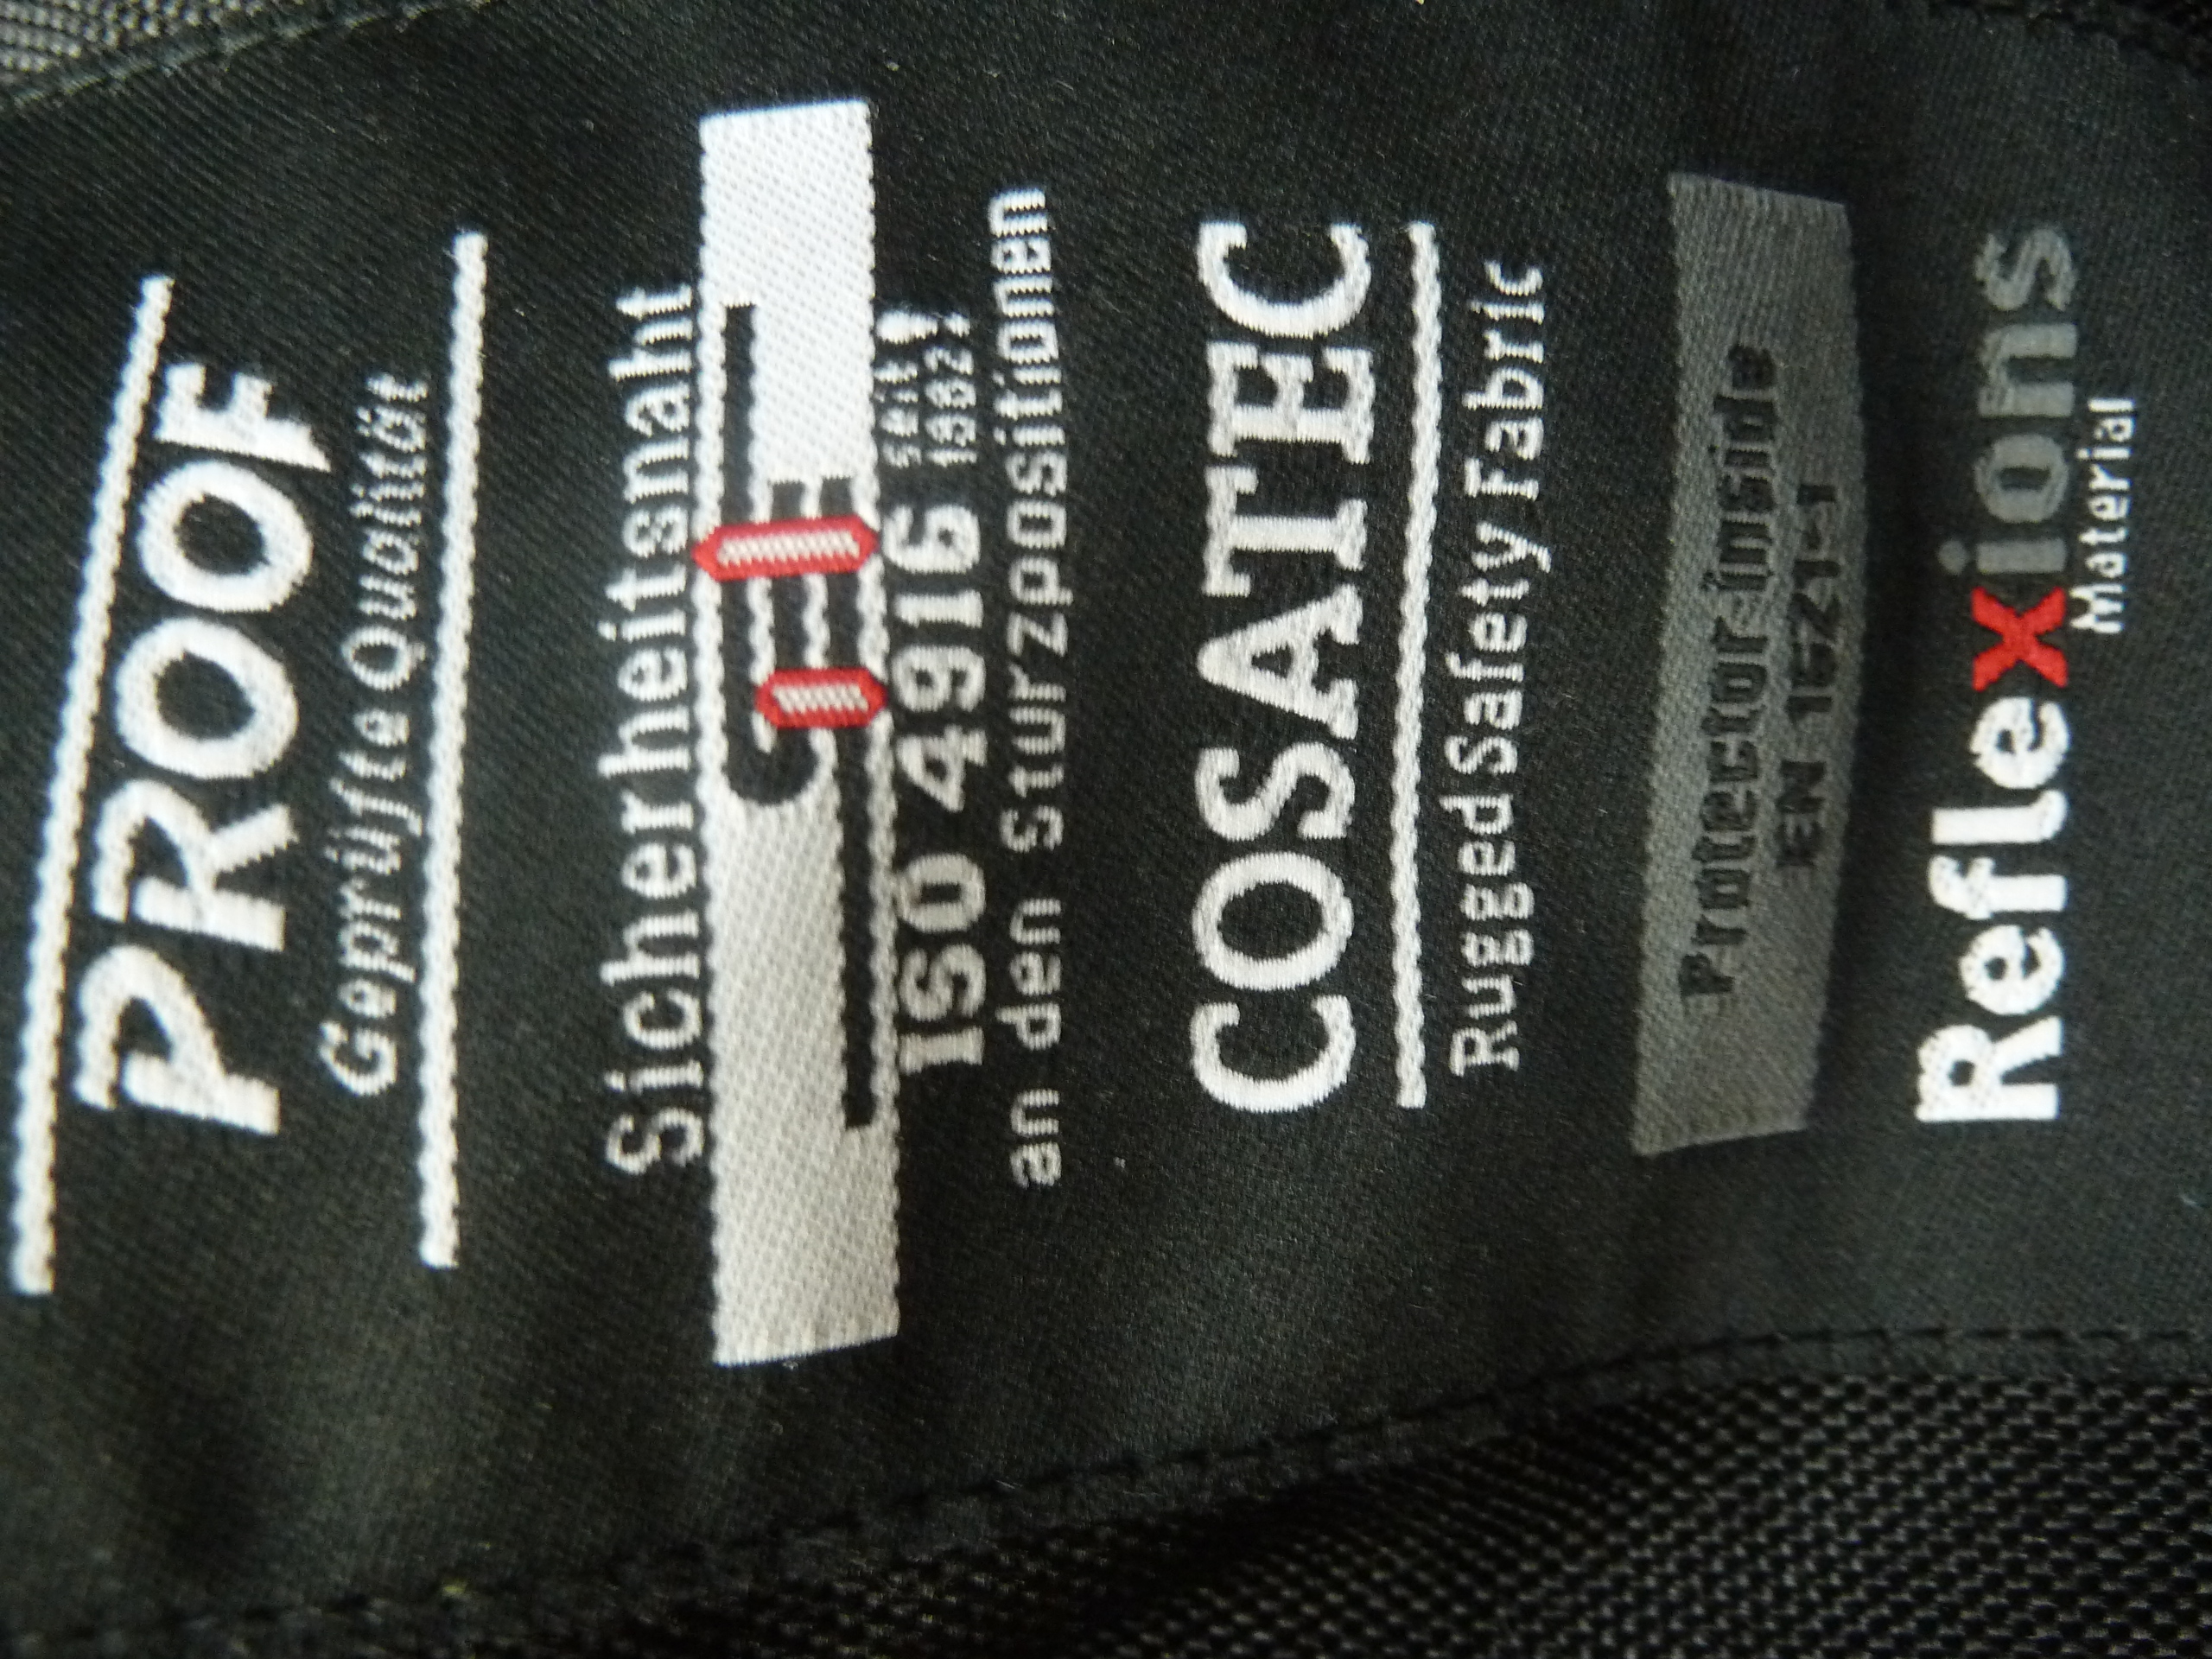 PROOF
Geprüfte Qualität
Sicherheitsnaht
ISO 4916 seit
1982!
an den Sturzpositionen
COSATEC
Rugged Safety Fabric
Protector inside
EN 1621-1
Reflexions
Material